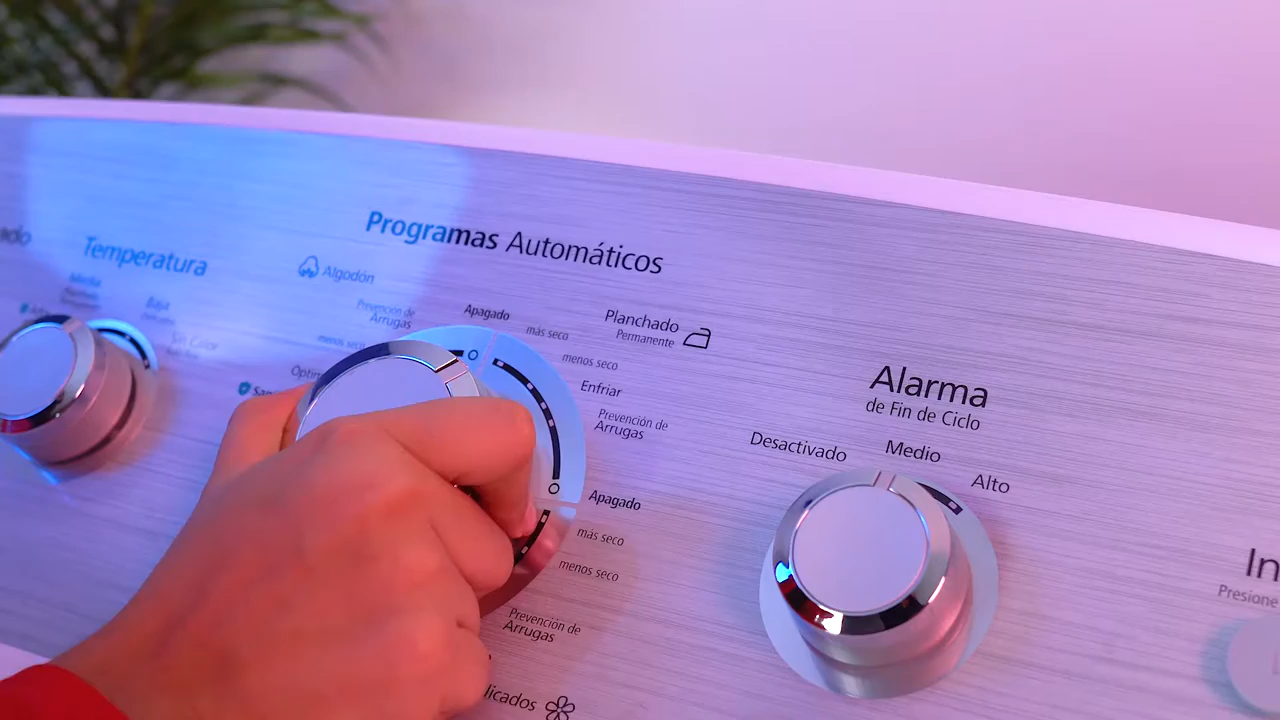 Programas Automáticos
Temperatura
Media
Baja
Algodón
Prevención de
Arrugas
menos seco
Apagado
más seco
menos seco
Enfriar
Prevención de
Arrugas
Planchado
Permanente
Apagado
más seco
menos seco
Prevención de
Arrugas
Alarma
de Fin de Ciclo
Desactivado
Medio
Alto
Presione